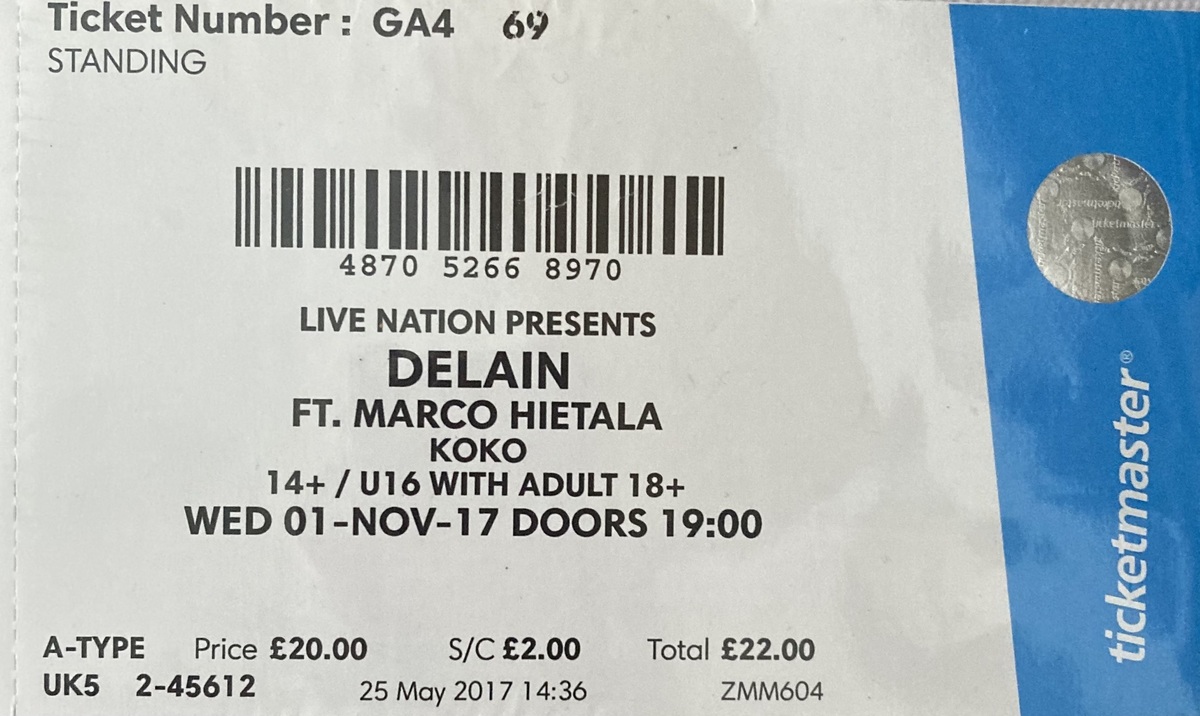 Ticket Number : GA4 69
STANDING
4870 5266 8970
LIVE NATION PRESENTS
DELAIN
FT. MARCO HIETALA
KOKO
14+ / U16 WITH ADULT 18+
WED 01-NOV-17 DOORS 19:00
A-TYPE Price £20.00 S/C £2.00 Total £22.00
UK5 2-45612 25 May 2017 14:36 ZMM604
ticketmaster®
ticketmaster